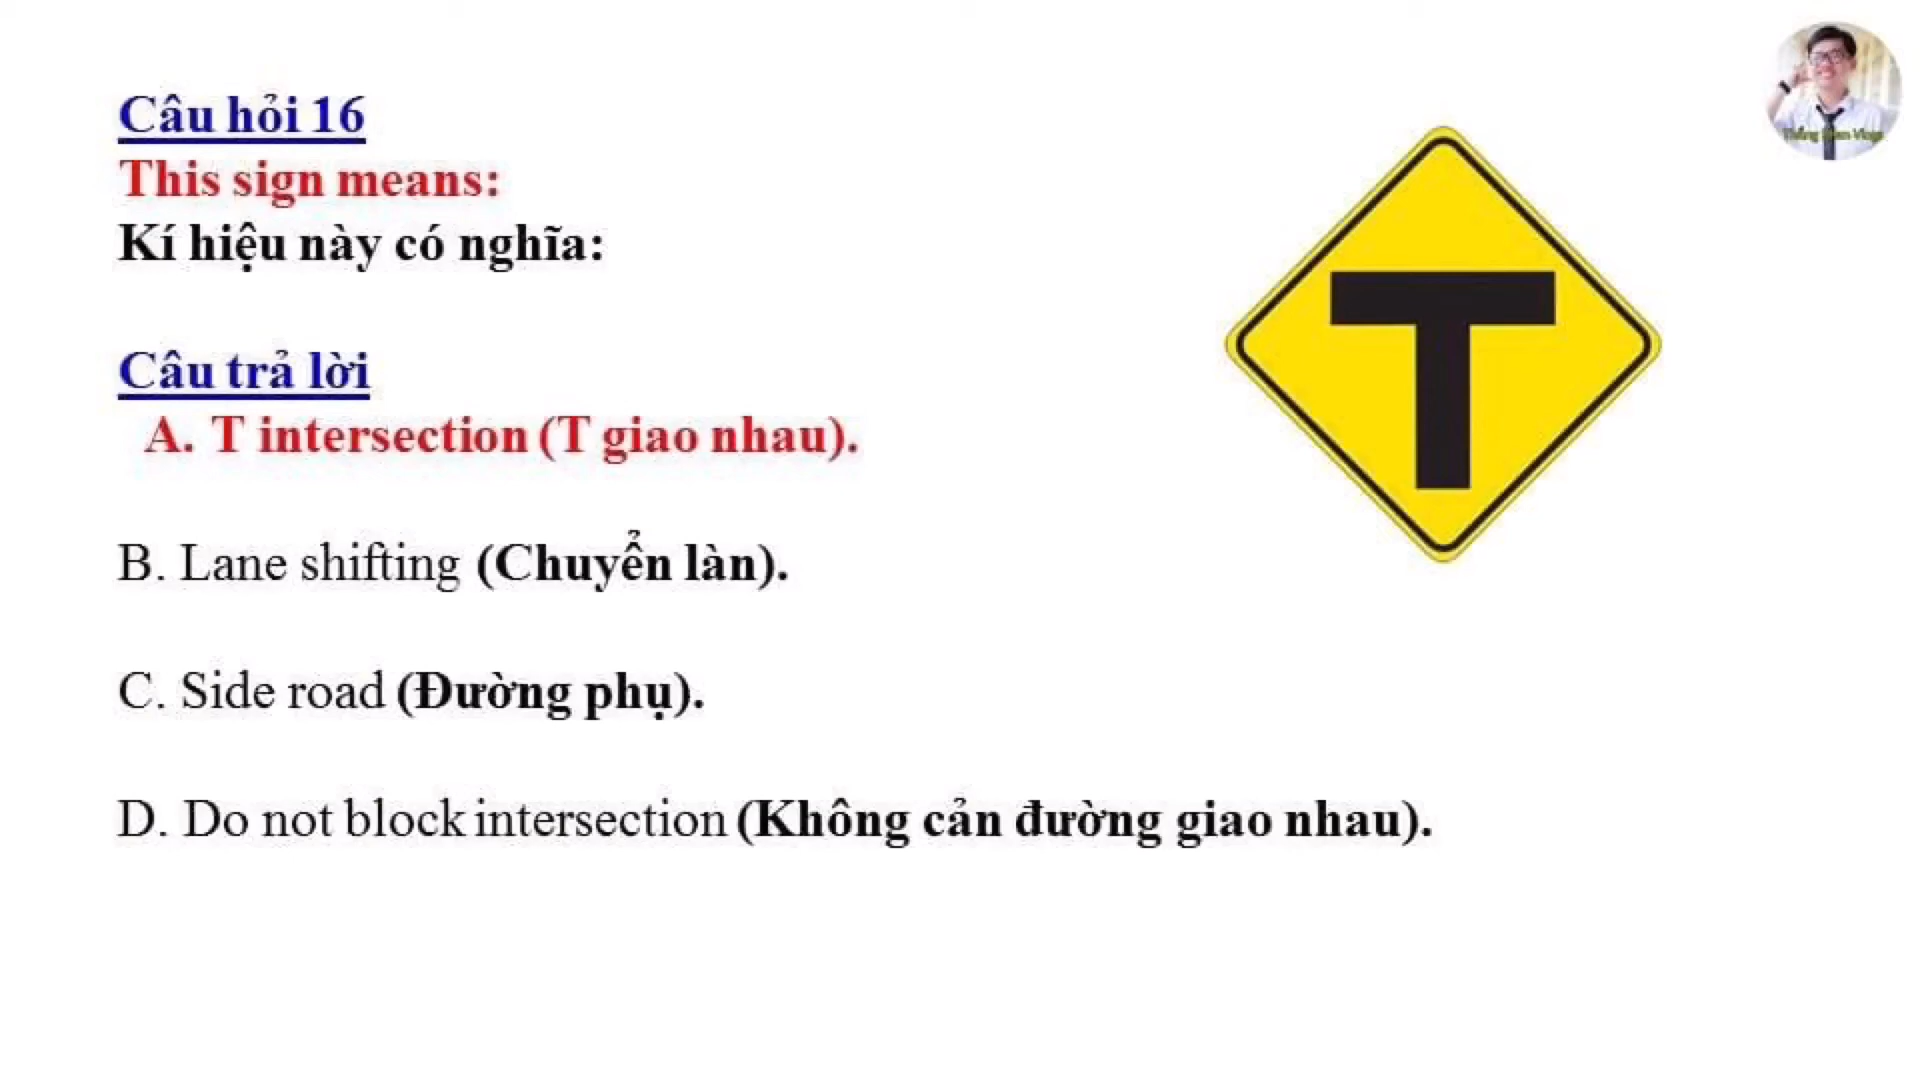 Câu hỏi 16
This sign means:
Kí hiệu này có nghĩa:
Câu trả lời
A. T intersection (T giao nhau).
B. Lane shifting (Chuyển làn).
C. Side road (Đường phụ).
D. Do not block intersection (Không cản đường giao nhau).
T